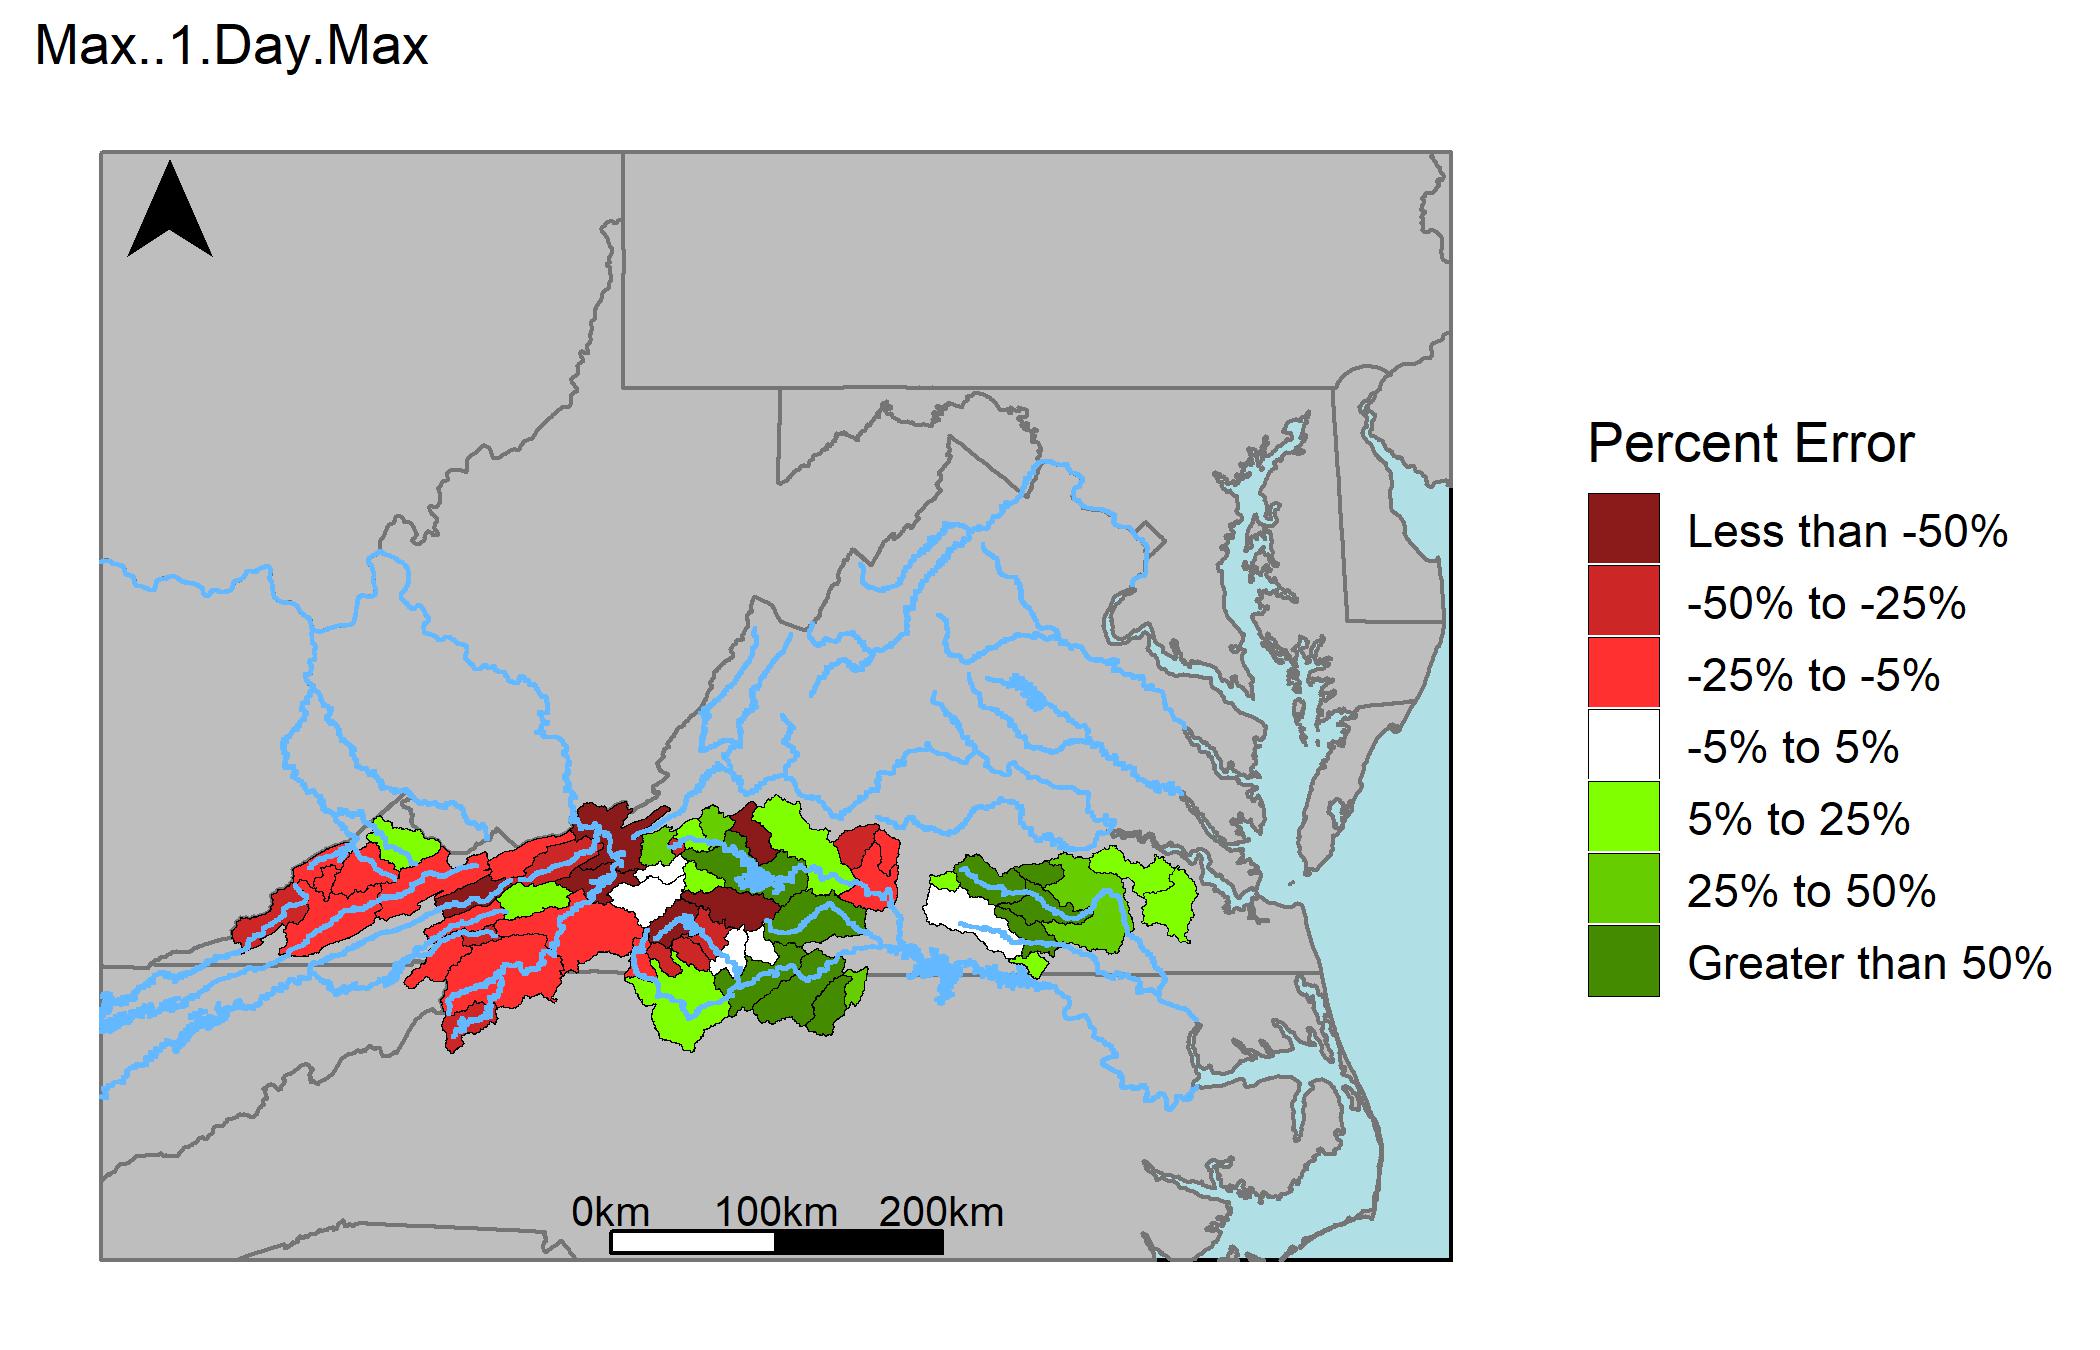 Max..1.Day.Max
Percent Error
Less than -50%
-50% to -25%
-25% to -5%
-5% to 5%
5% to 25%
25% to 50%
Greater than 50%
0km 100km 200km